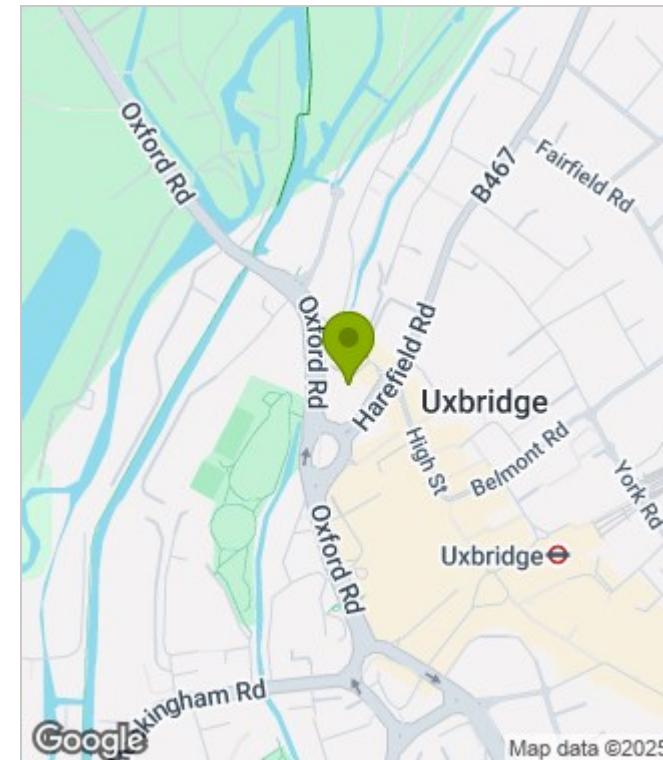 Oxford Rd
B467
Fairfield Rd
Oxford Rd
Harefield Rd
Uxbridge
High St
Belmont Rd
York Rd
Uxbridge
Oxford Rd
kingham Rd
Google
Map data ©2025